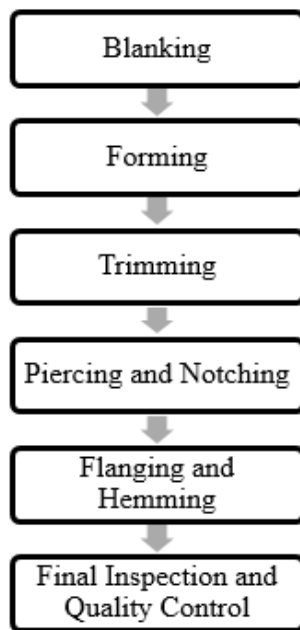 Blanking
Forming
Trimming
Piercing and Notching
Flanging and
Hemming
Final Inspection and
Quality Control